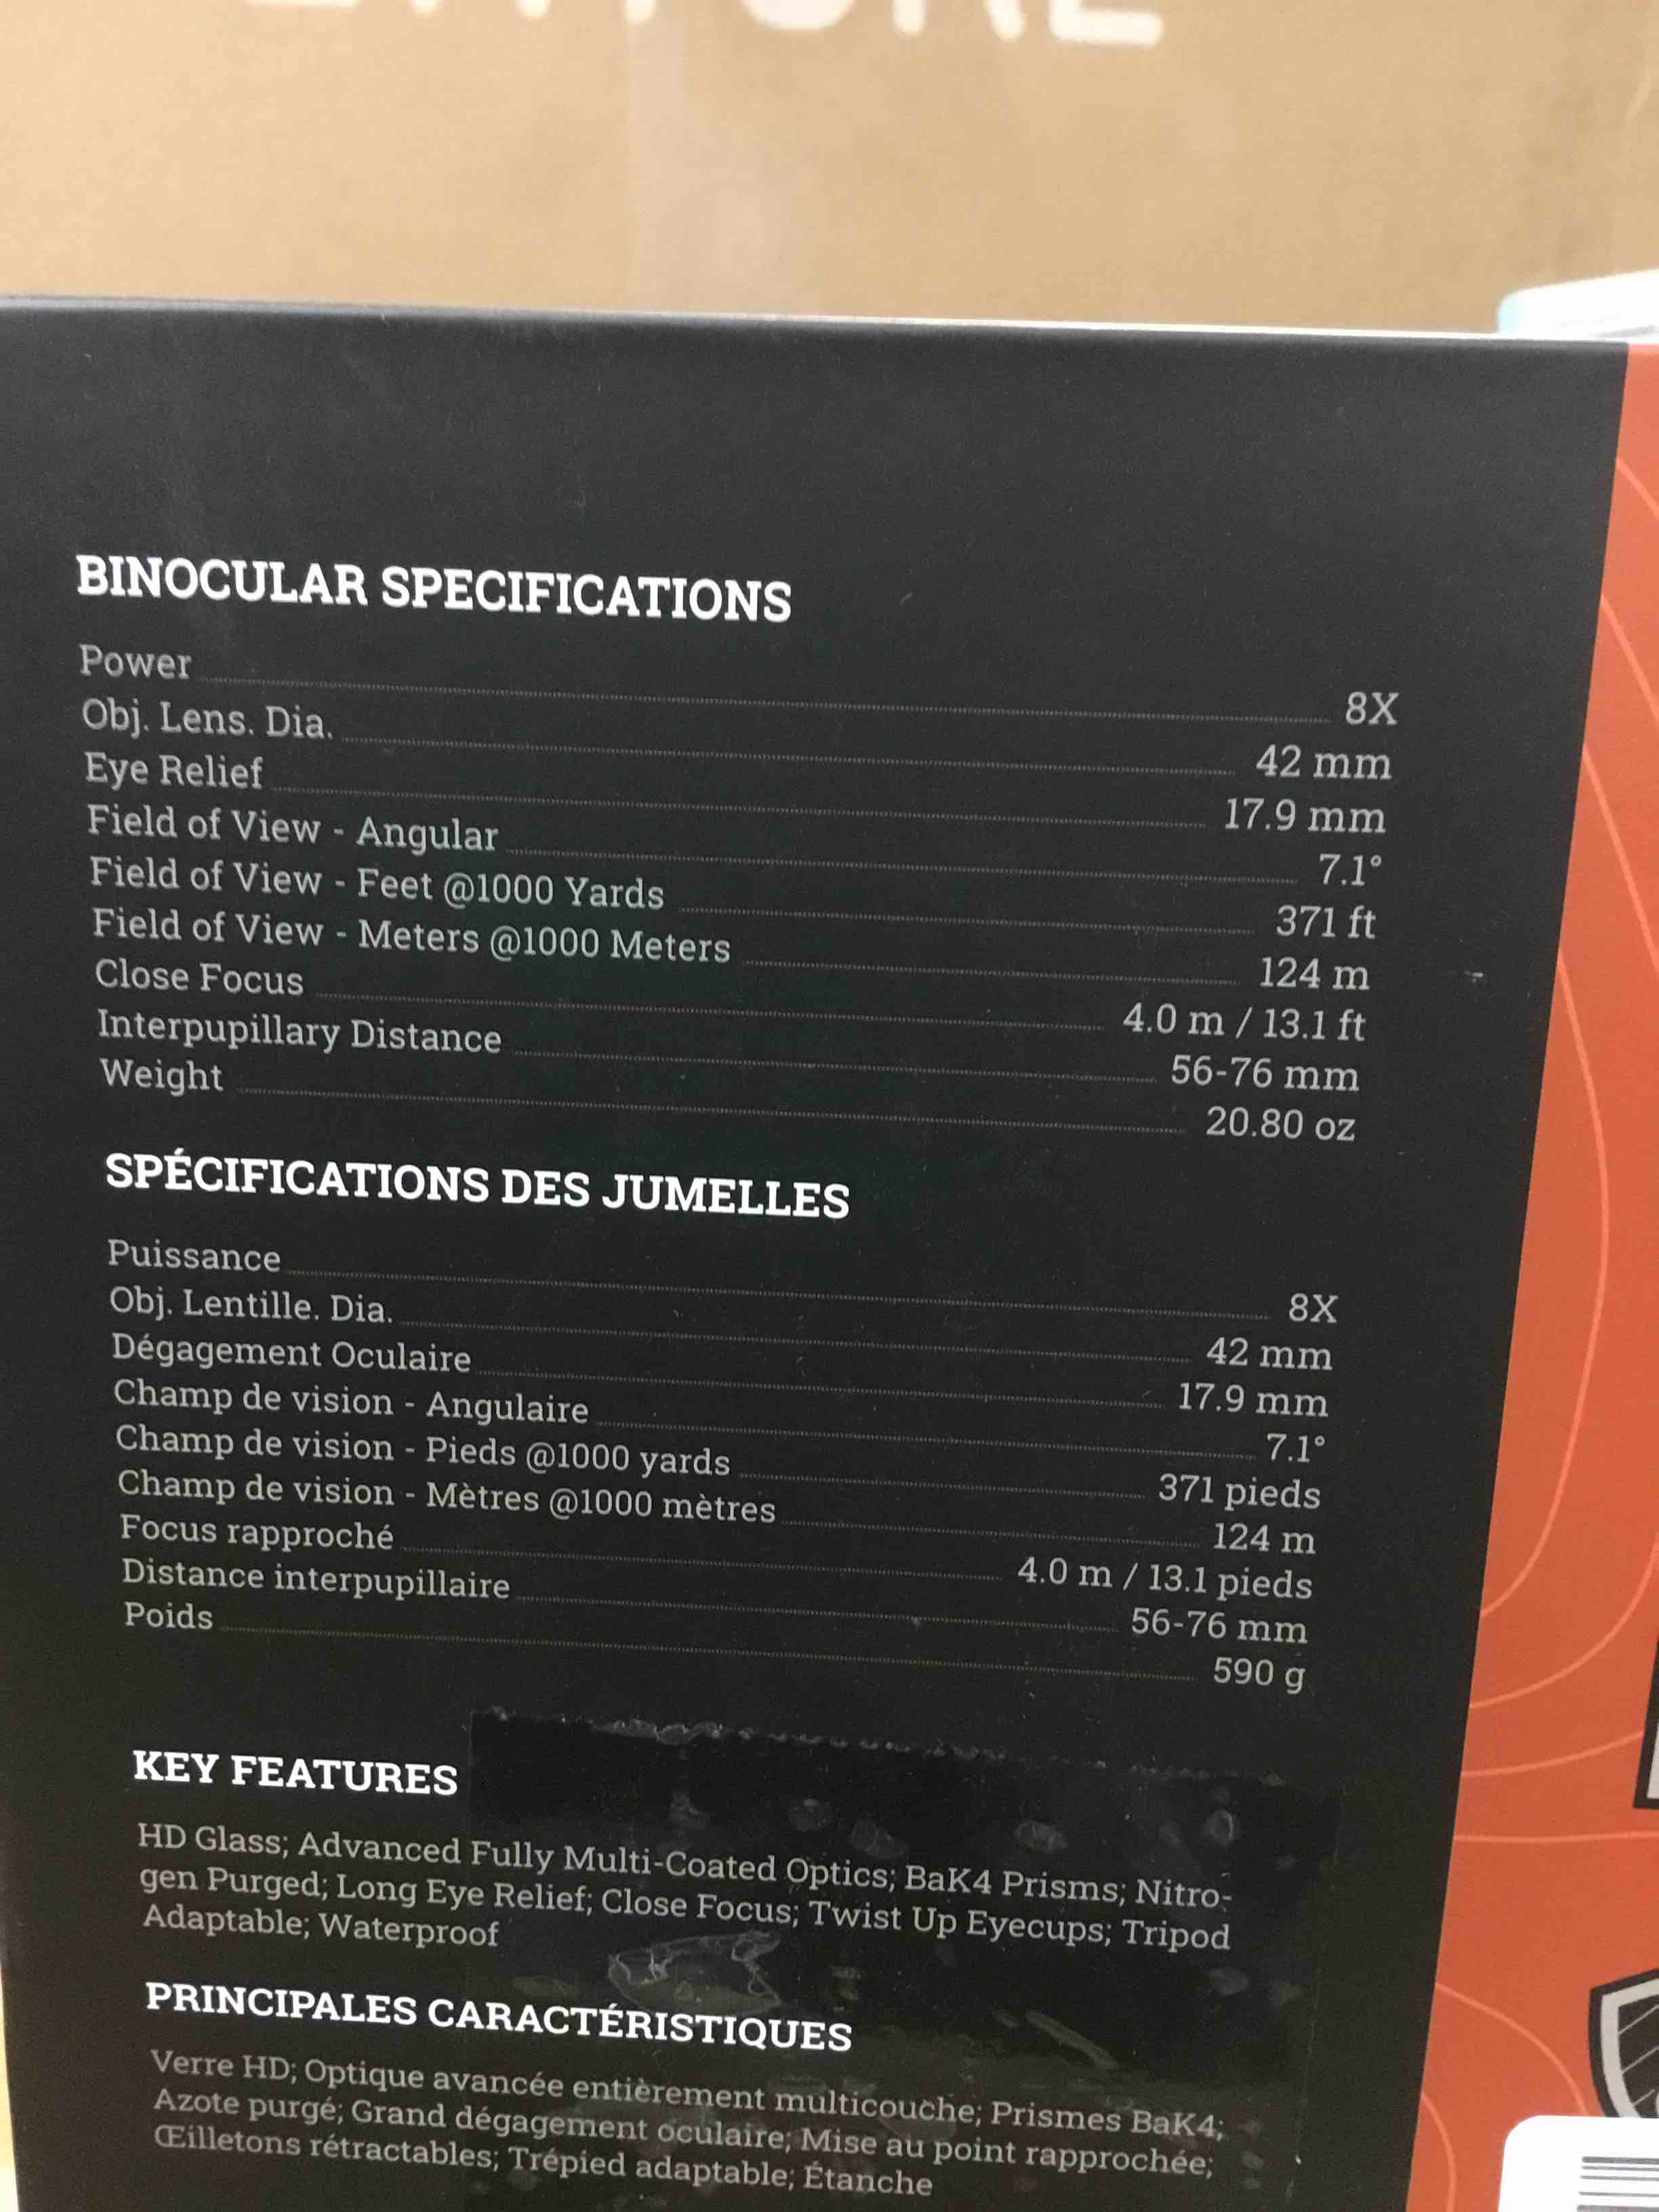 BINOCULAR SPECIFICATIONS
Power 8X
Obj. Lens. Dia. 42 mm
Eye Relief 17.9 mm
Field of View - Angular 7.1°
Field of View - Feet @1000 Yards 371 ft
Field of View - Meters @1000 Meters 124 m
Close Focus 4.0 m / 13.1 ft
Interpupillary Distance 56-76 mm
Weight 20.80 oz
SPÉCIFICATIONS DES JUMELLES
Puissance 8X
Obj. Lentille. Dia. 42 mm
Dégagement Oculaire 17.9 mm
Champ de vision - Angulaire 7.1°
Champ de vision - Pieds @1000 yards 371 pieds
Champ de vision - Mètres @1000 mètres 124 m
Focus rapproché 4.0 m / 13.1 pieds
Distance interpupillaire 56-76 mm
Poids 590 g
KEY FEATURES
HD Glass; Advanced Fully Multi-Coated Optics; BaK4 Prisms; Nitro-
gen Purged; Long Eye Relief; Close Focus; Twist Up Eyecups; Tripod
Adaptable; Waterproof
PRINCIPALES CARACTÉRISTIQUES
Verre HD; Optique avancée entièrement multicouche; Prismes BaK4;
Azote purgé; Grand dégagement oculaire; Mise au point rapprochée;
Œilletons rétractables; Trépied adaptable; Étanche